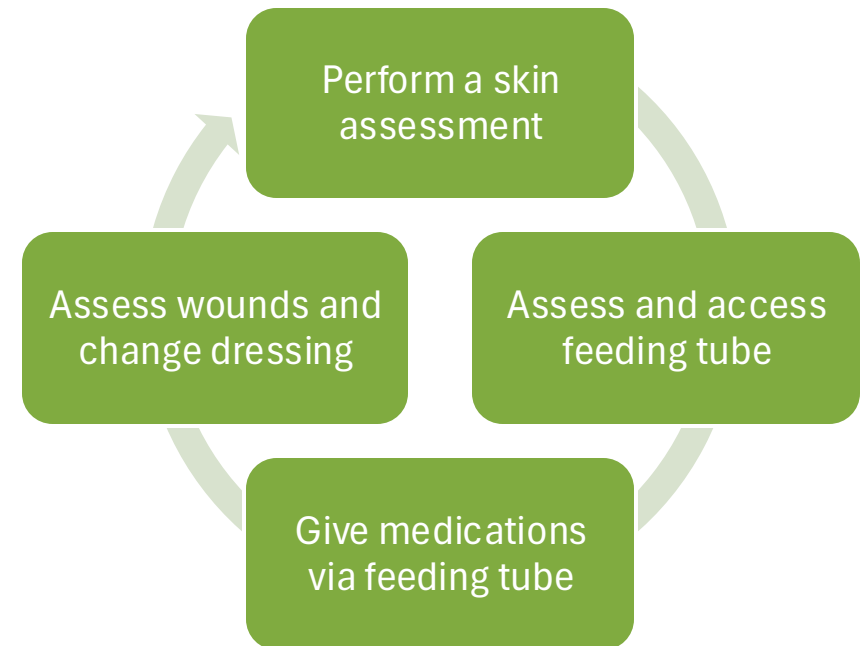 Perform a skin
assessment
Assess and access
feeding tube
Give medications
via feeding tube
Assess wounds and
change dressing